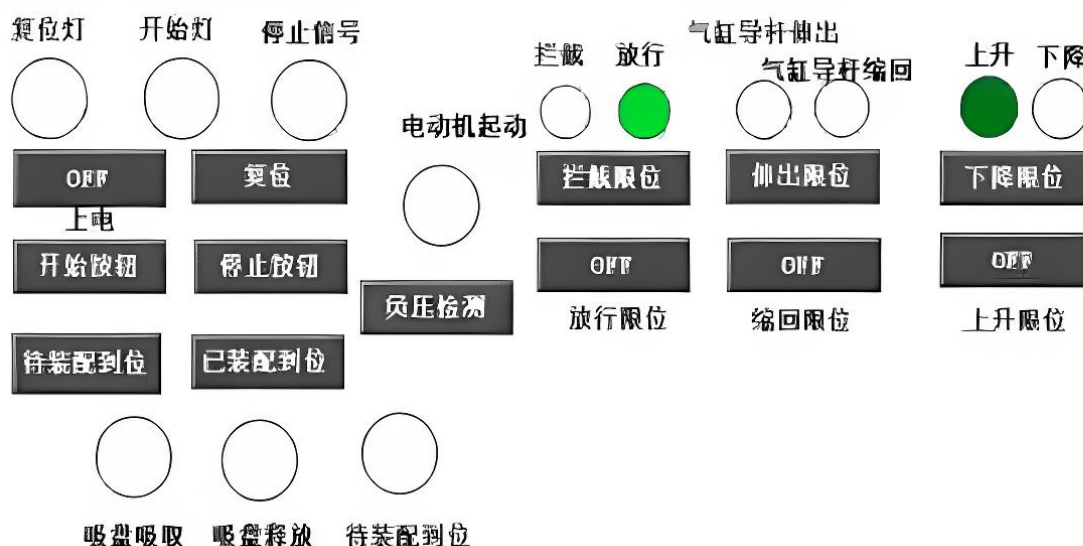 复位灯 开始灯 停止信号
气缸导杆伸出
拦截 放行
气缸导杆缩回
上升 下降
电动机起动
OFF 复位
拦截限位 伸出限位 下降限位
上电
开始按钮 停止按钮
OFF OFF OFF
负压检测
放行限位 缩回限位 上升限位
待装配到位 已装配到位
吸盘吸取 吸盘释放 待装配到位